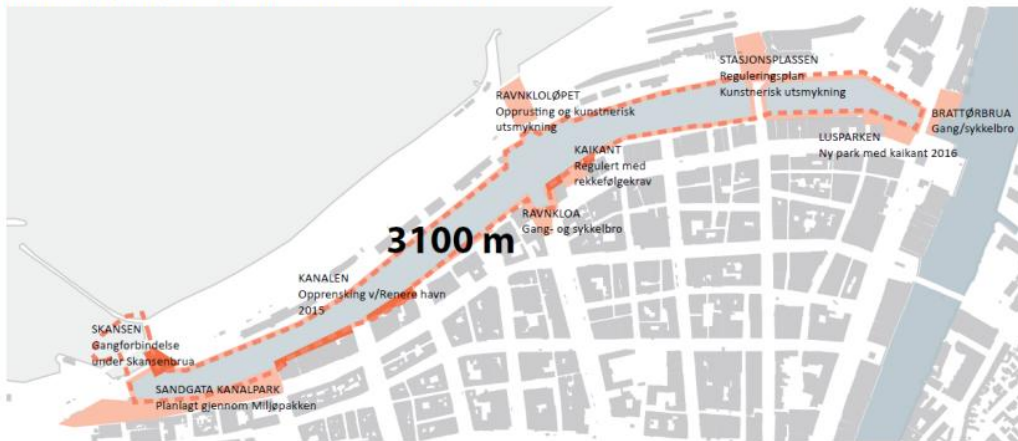 STASJONSPLASSEN
Reguleringsplan
Kunstnerisk utsmykning
RAVNKLOLØPET
Opprusting og kunstnerisk
utsmykning
BRATTØRBRUA
Gang/sykkelbro
LUSPARKEN
Ny park med kaikant 2016
KAIKANT
Regulert med
rekkefølgekrav
RAVNKLOA
Gang- og sykkelbro
3100 m
KANALEN
Opprensking v/Renere havn
2015
SKANSEN
Gangforbindelse
under Skansenbrua
SANDGATA KANALPARK
Planlagt gjennom Miljøpakken